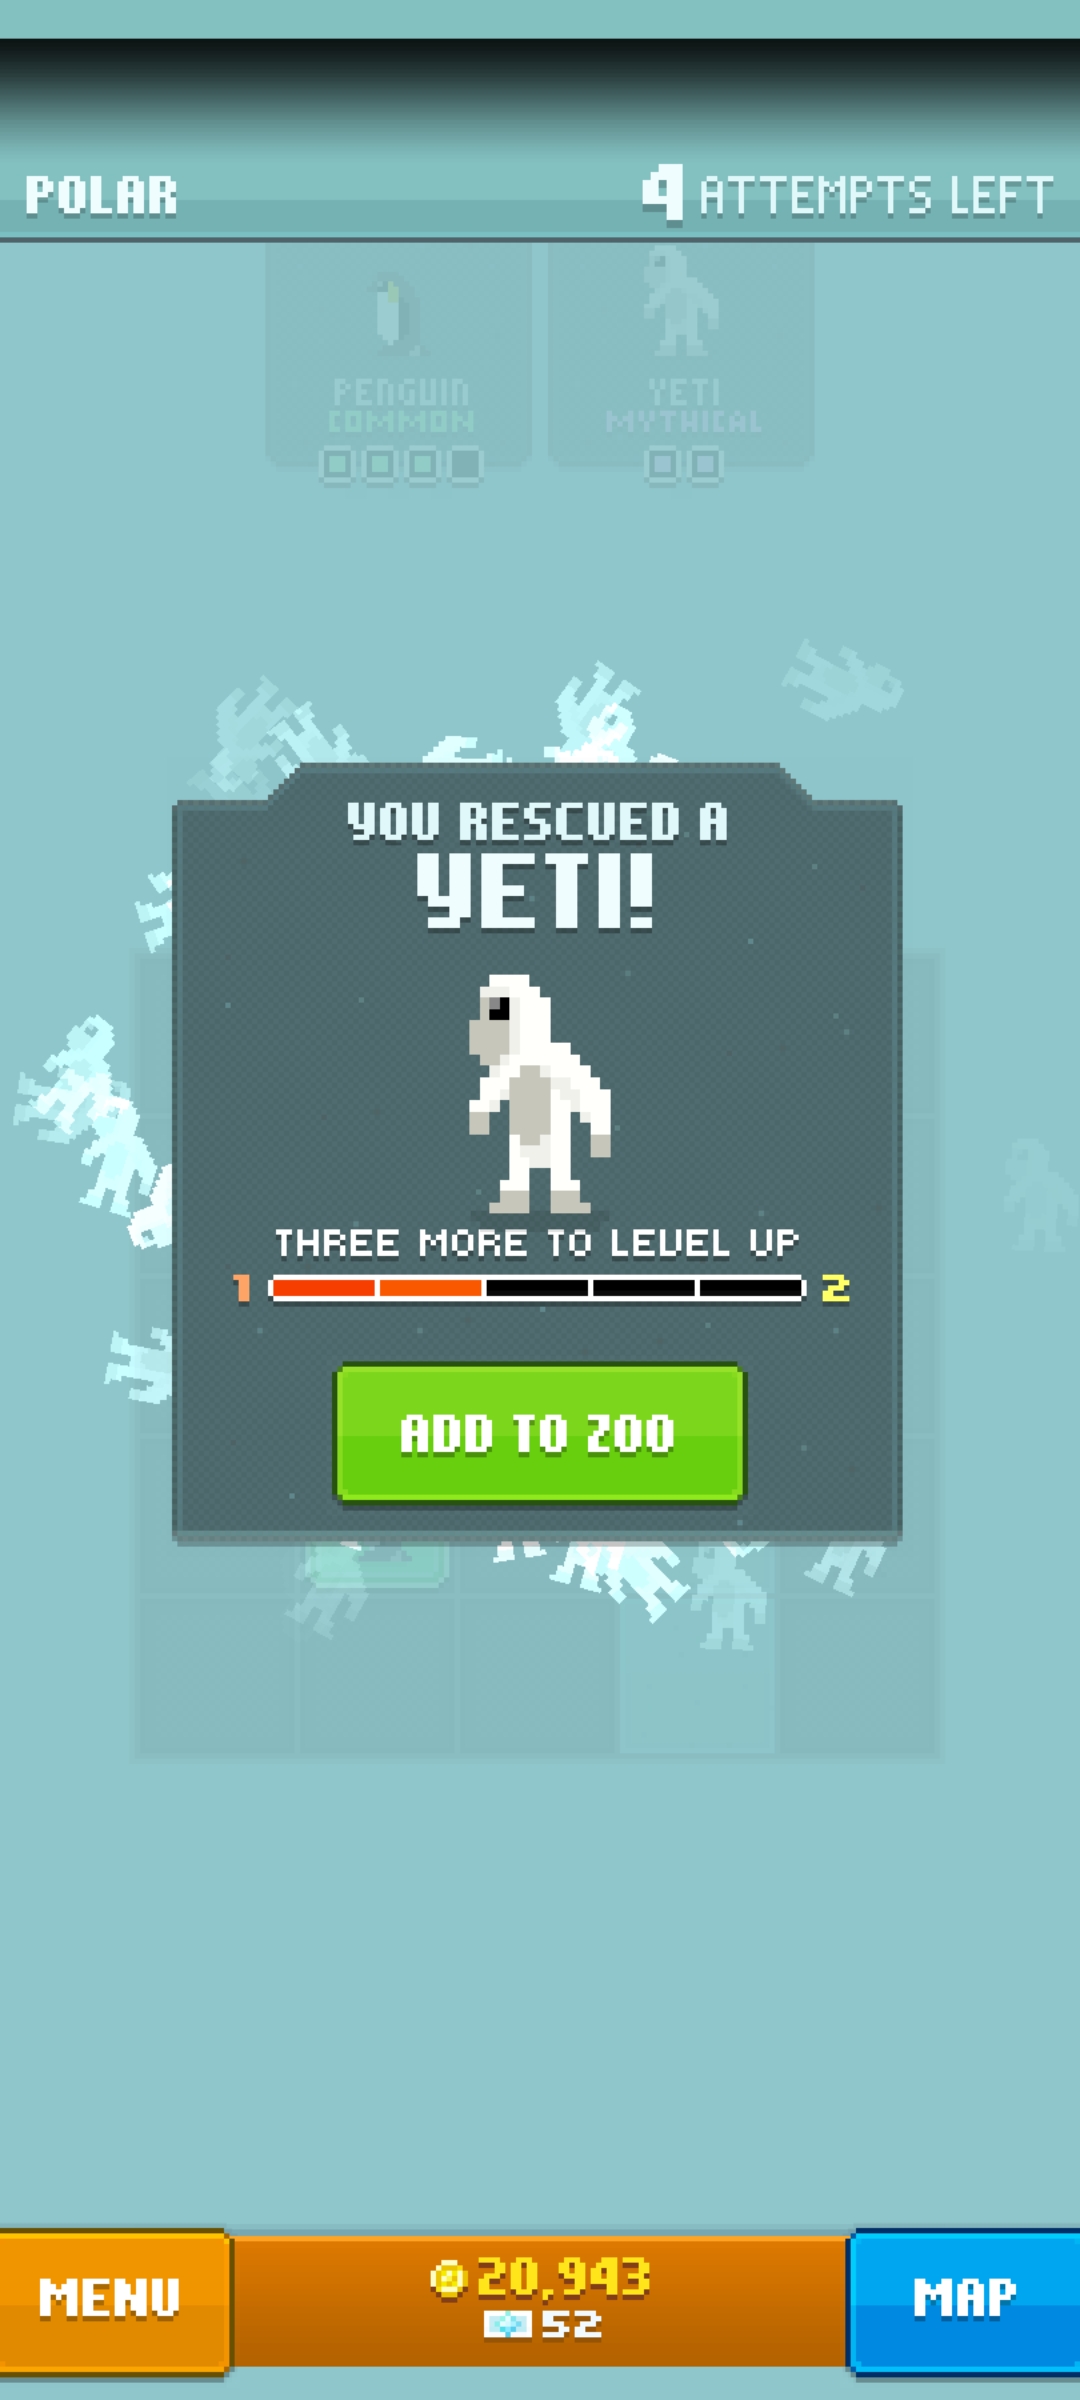 POLAR
4 ATTEMPTS LEFT
PENGUIN
COMMON
YETI
MYTHICAL
YOU RESCUED A
YETI!
THREE MORE TO LEVEL UP
1
2
ADD TO ZOO
MENU
20,943
52
MAP